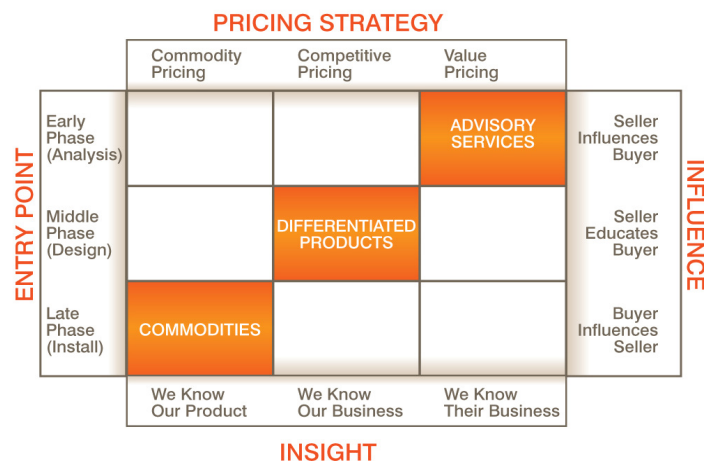 PRICING STRATEGY
Commodity
Pricing
Competitive
Pricing
Value
Pricing
ENTRY POINT
Early
Phase
(Analysis)
ADVISORY
SERVICES
Seller
Influences
Buyer
INFLUENCE
Middle
Phase
(Design)
DIFFERENTIATED
PRODUCTS
Seller
Educates
Buyer
Late
Phase
(Install)
COMMODITIES
Buyer
Influences
Seller
We Know
Our Product
We Know
Our Business
We Know
Their Business
INSIGHT